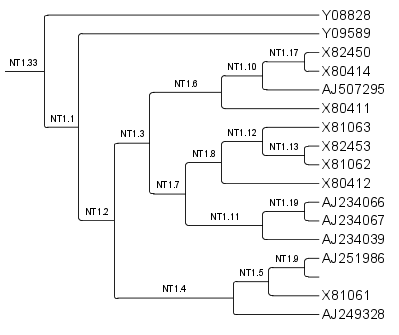 Y08828
Y09589
NT1.17
X82450
NT1.33
NT1.10
X80414
NT1.6
AJ507295
X80411
NT1.1
NT1.12
X81063
NT1.3
NT1.13
X82453
NT1.8
X81062
NT1.7
X80412
NT1.19
AJ234066
NT1.2
NT1.11
AJ234067
AJ234039
NT1.9
AJ251986
NT1.5
NT1.4
X81061
AJ249328